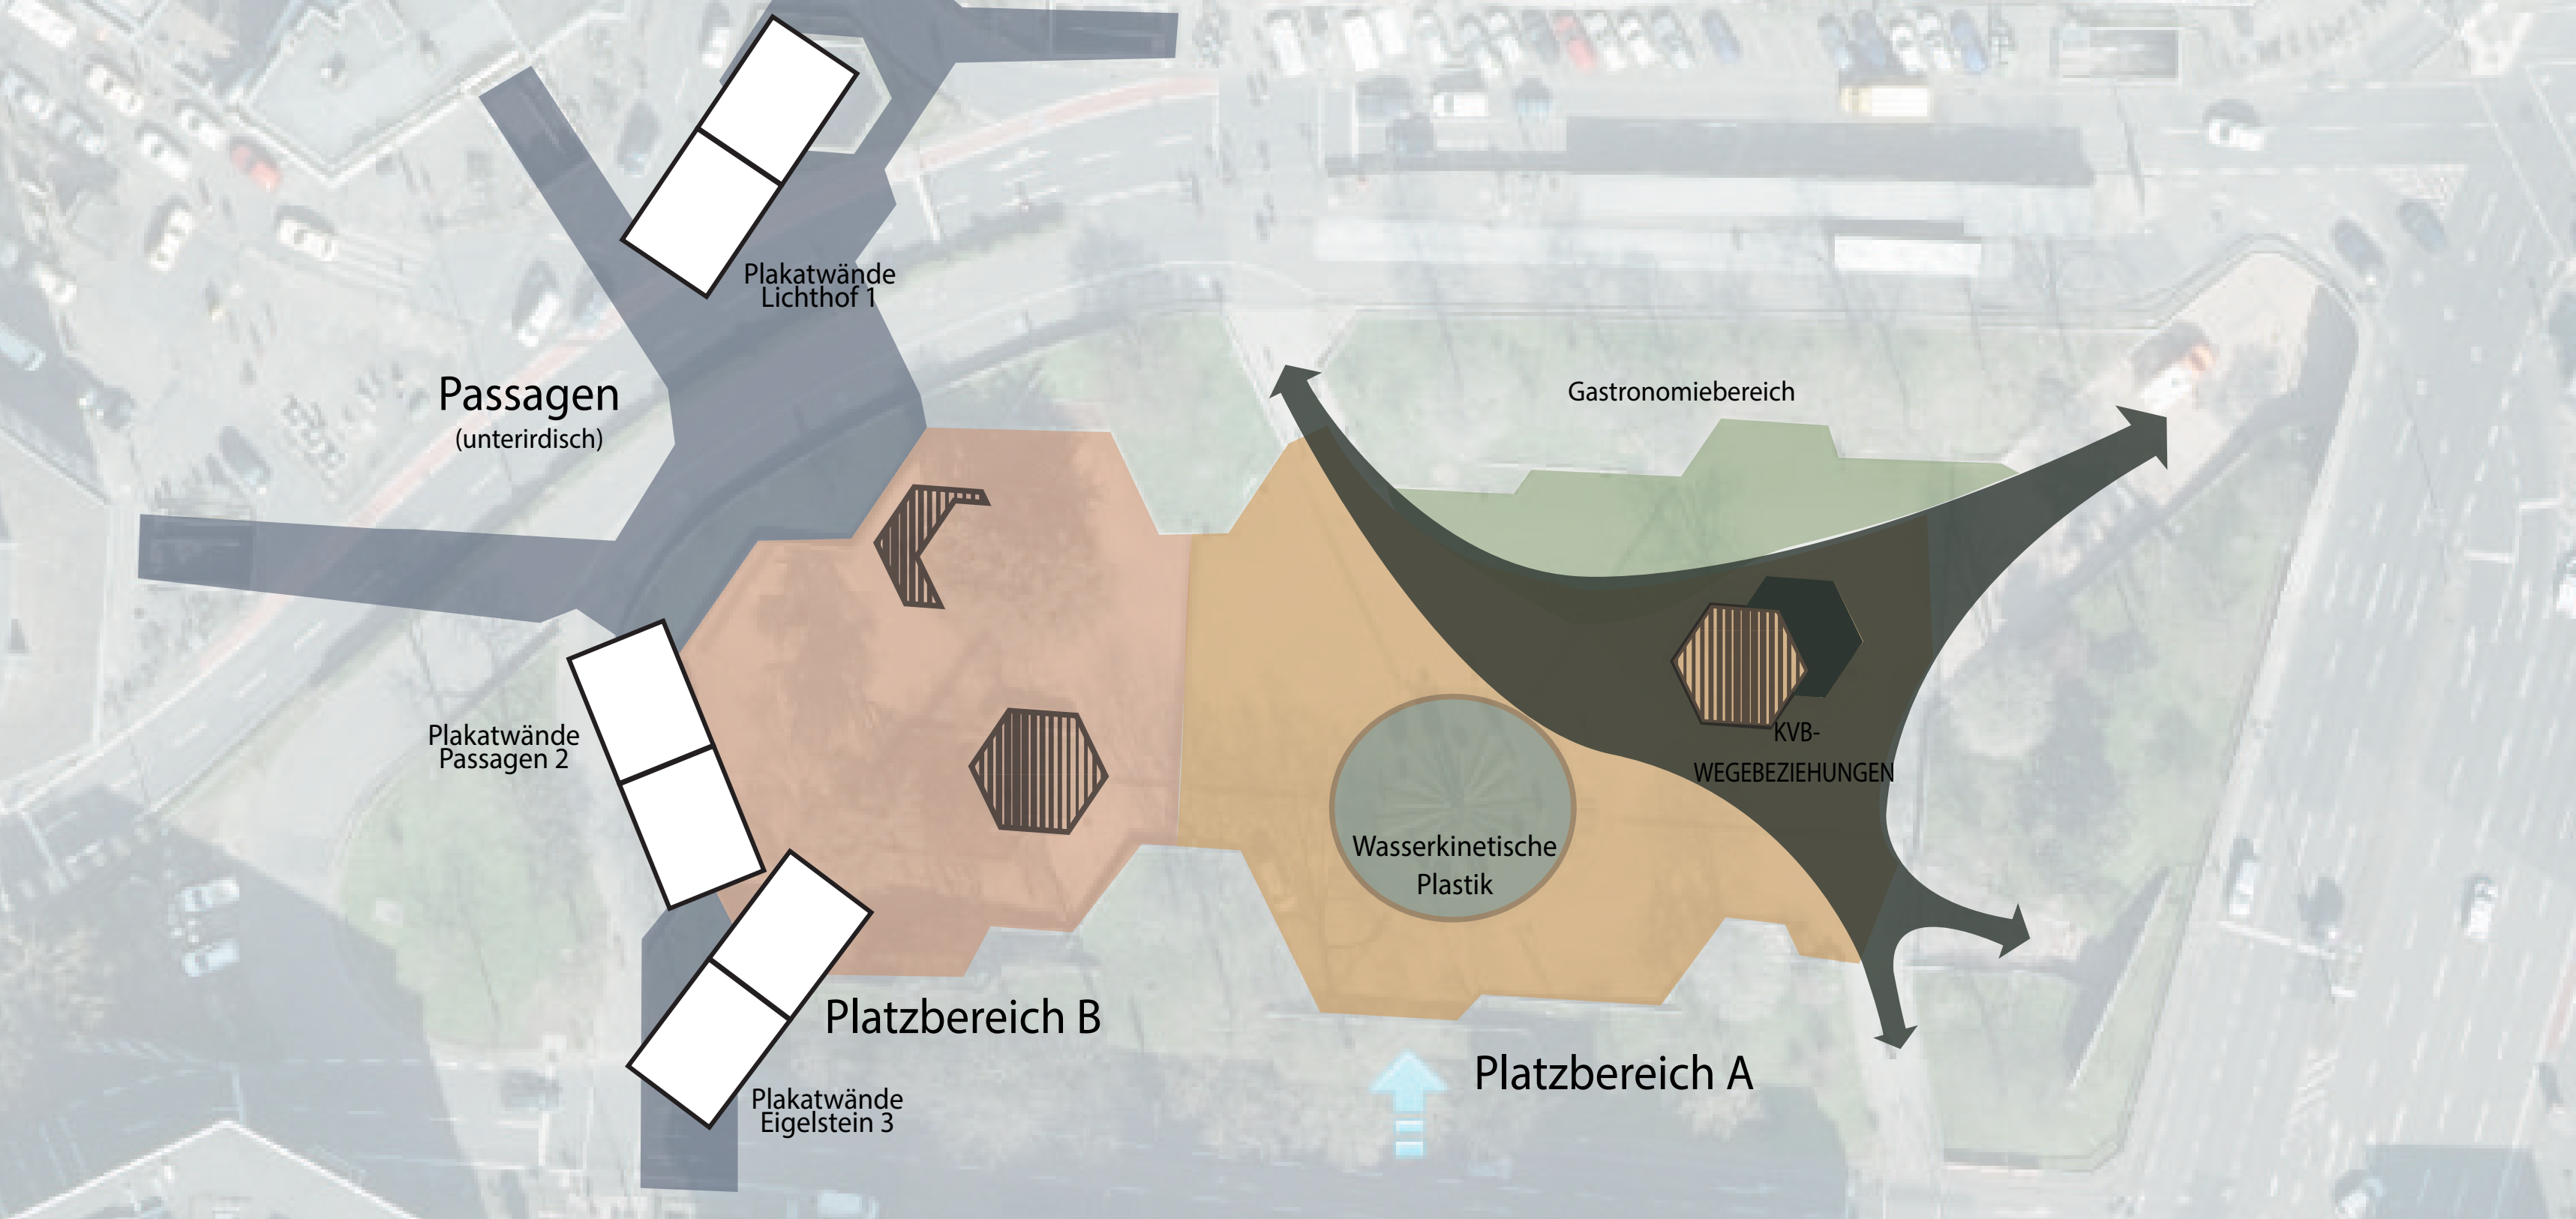 Plakatwände
Lichthof 1
Passagen
(unterirdisch)
Gastronomiebereich
Plakatwände
Passagen 2
KVB-
WEGEBEZIEHUNGEN
Wasserkinetische
Plastik
Platzbereich B
Platzbereich A
Plakatwände
Eigelstein 3